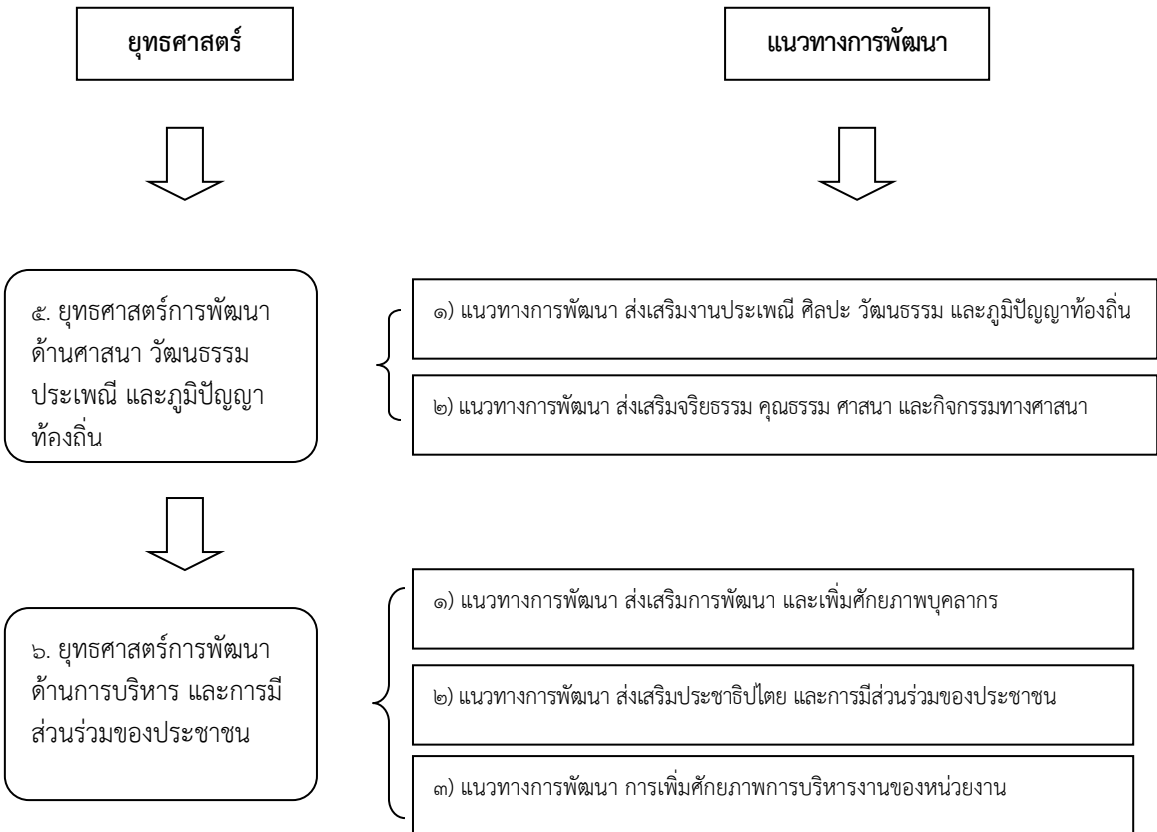 ยุทธศาสตร์
แนวทางการพัฒนา
๕. ยุทธศาสตร์การพัฒนา
ด้านศาสนา วัฒนธรรม
ประเพณี และภูมิปัญญา
ท้องถิ่น
๑) แนวทางการพัฒนา ส่งเสริมงานประเพณี ศิลปะ วัฒนธรรม และภูมิปัญญาท้องถิ่น
๒) แนวทางการพัฒนา ส่งเสริมจริยธรรม คุณธรรม ศาสนา และกิจกรรมทางศาสนา
๖. ยุทธศาสตร์การพัฒนา
ด้านการบริหาร และการมี
ส่วนร่วมของประชาชน
๑) แนวทางการพัฒนา ส่งเสริมการพัฒนา และเพิ่มศักยภาพบุคลากร
๒) แนวทางการพัฒนา ส่งเสริมประชาธิปไตย และการมีส่วนร่วมของประชาชน
๓) แนวทางการพัฒนา การเพิ่มศักยภาพการบริหารงานของหน่วยงาน